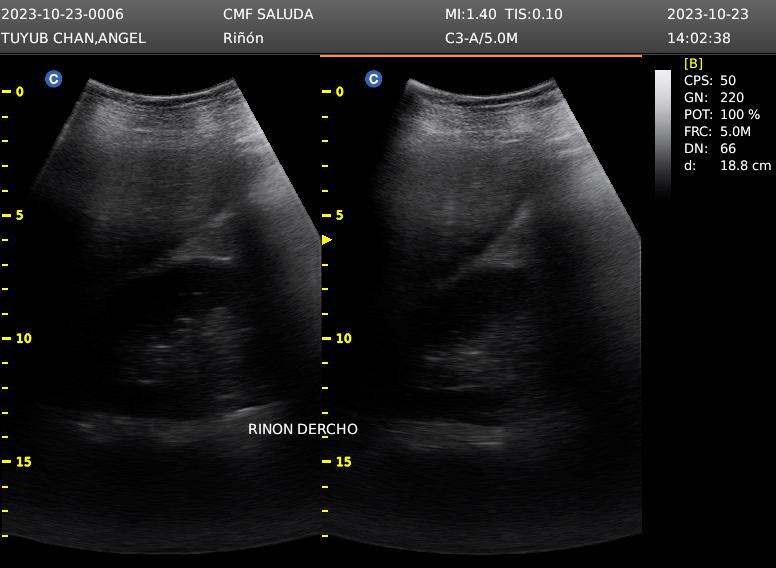 2023-10-23-0006 CMF SALUDA MI:1.40 TIS:0.10 2023-10-23
TUYUB CHAN,ANGEL Riñón C3-A/5.0M 14:02:38
C C
[B]
CPS: 50
GN: 220
POT: 100 %
FRC: 5.0M
DN: 66
d: 18.8 cm
0 0
5 5
10 10
RINON DERCHO
15 15